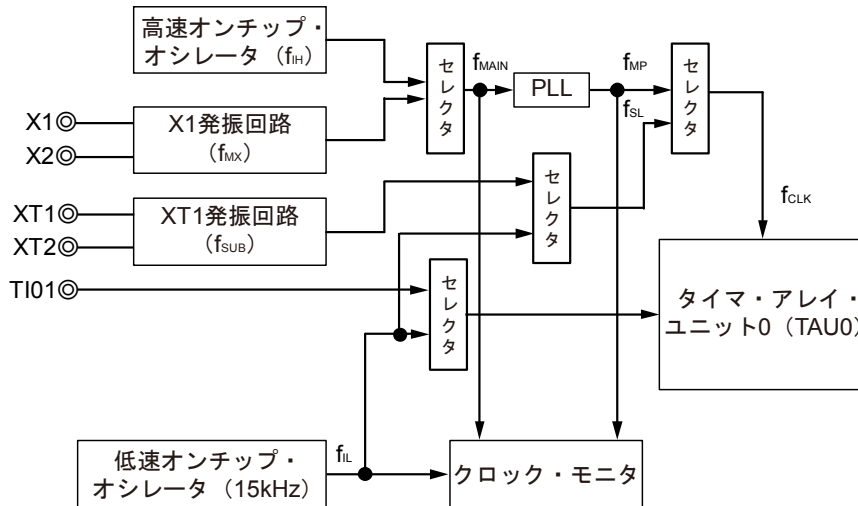 高速オンチップ・
オシレータ（fIH）
セレクタ
fMAIN
PLL
fMP
セレクタ
fSL
X1◎
X2◎
X1発振回路
（fMX）
セレクタ
XT1◎
XT2◎
XT1発振回路
（fSUB）
fCLK
TI01◎
セレクタ
タイマ・アレイ・
ユニット0（TAU0）
低速オンチップ・
オシレータ（15kHz）
fIL
クロック・モニタ